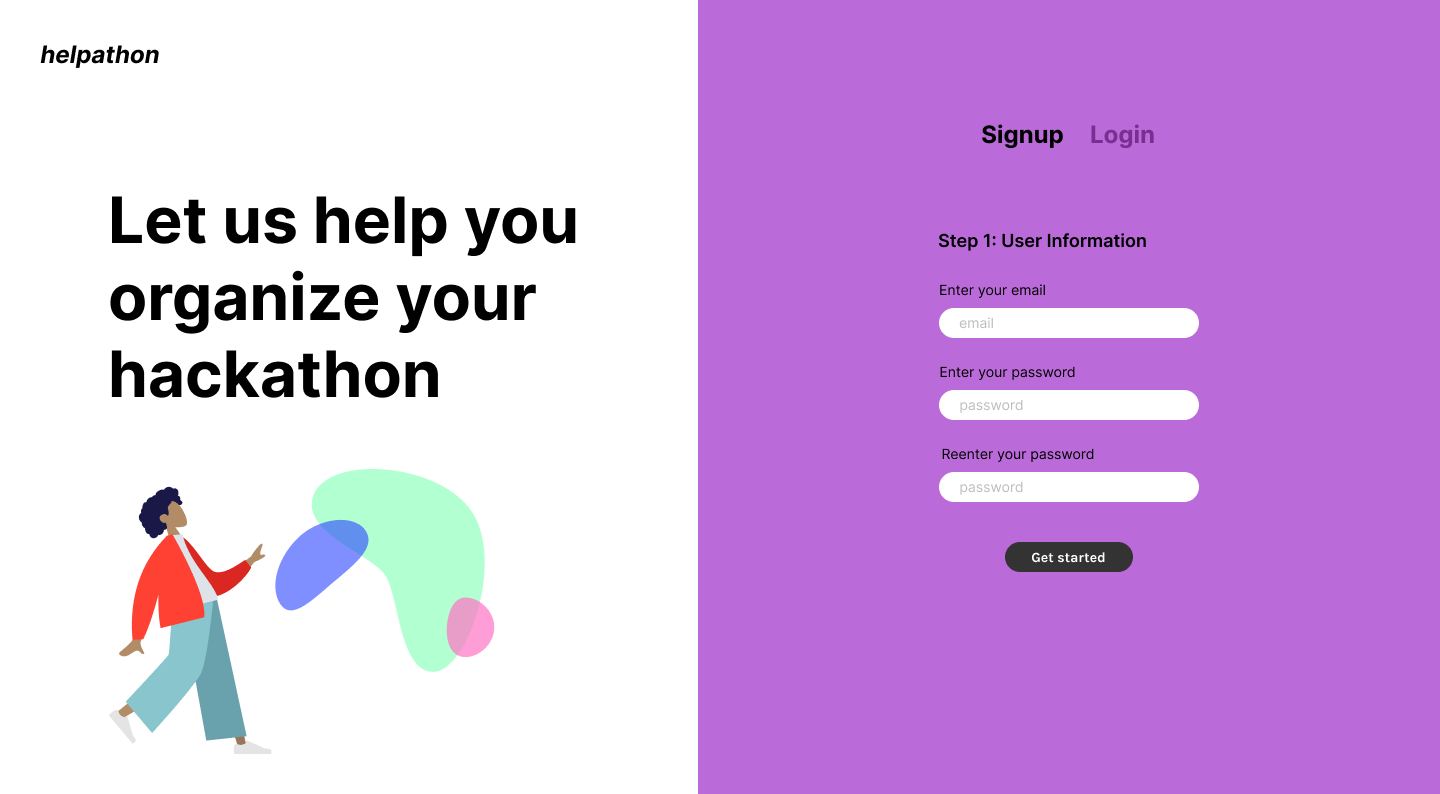 helpathon
Let us help you
organize your
hackathon
Signup Login
Step 1: User Information
Enter your email
email
Enter your password
password
Reenter your password
password
Get started